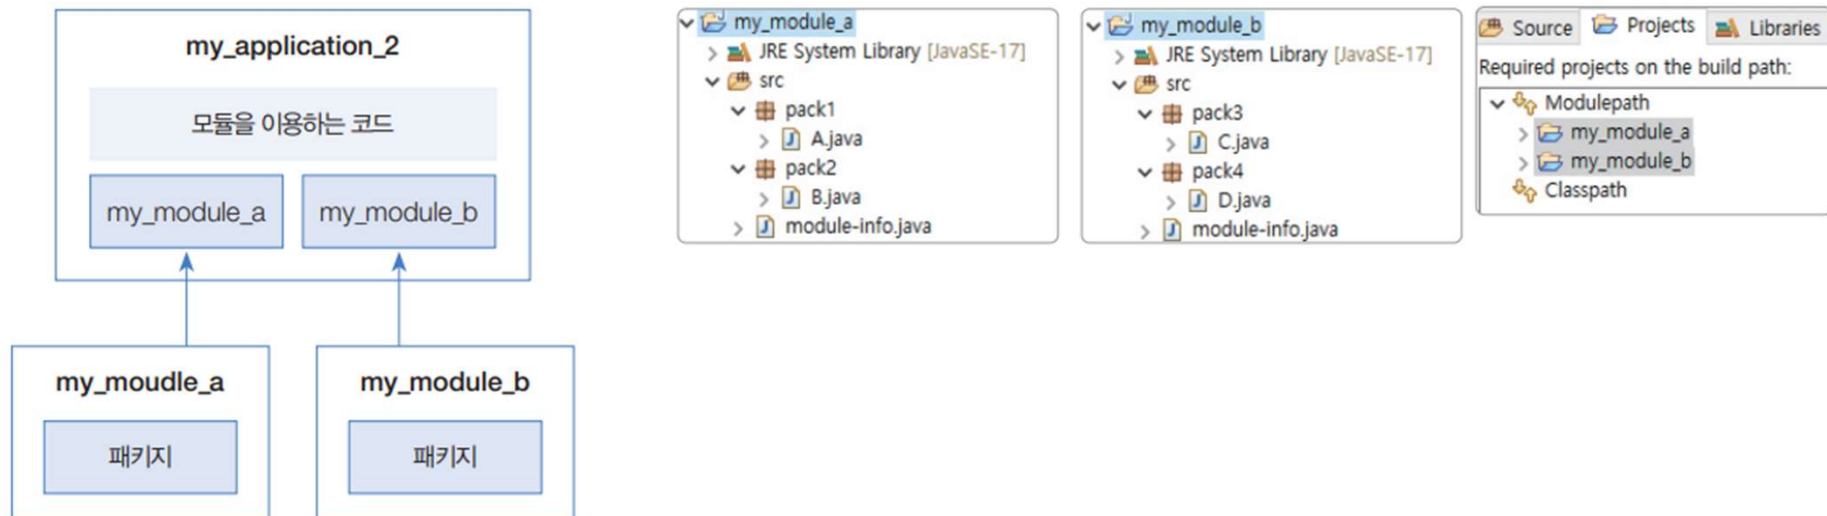 my_application_2
모듈을 이용하는 코드
my_module_a
my_module_b
my_moudle_a
패키지
my_module_b
패키지
my_module_a
JRE System Library [JavaSE-17]
src
pack1
A.java
pack2
B.java
module-info.java
my_module_b
JRE System Library [JavaSE-17]
src
pack3
C.java
pack4
D.java
module-info.java
Source Projects Libraries
Required projects on the build path:
Modulepath
my_module_a
my_module_b
Classpath